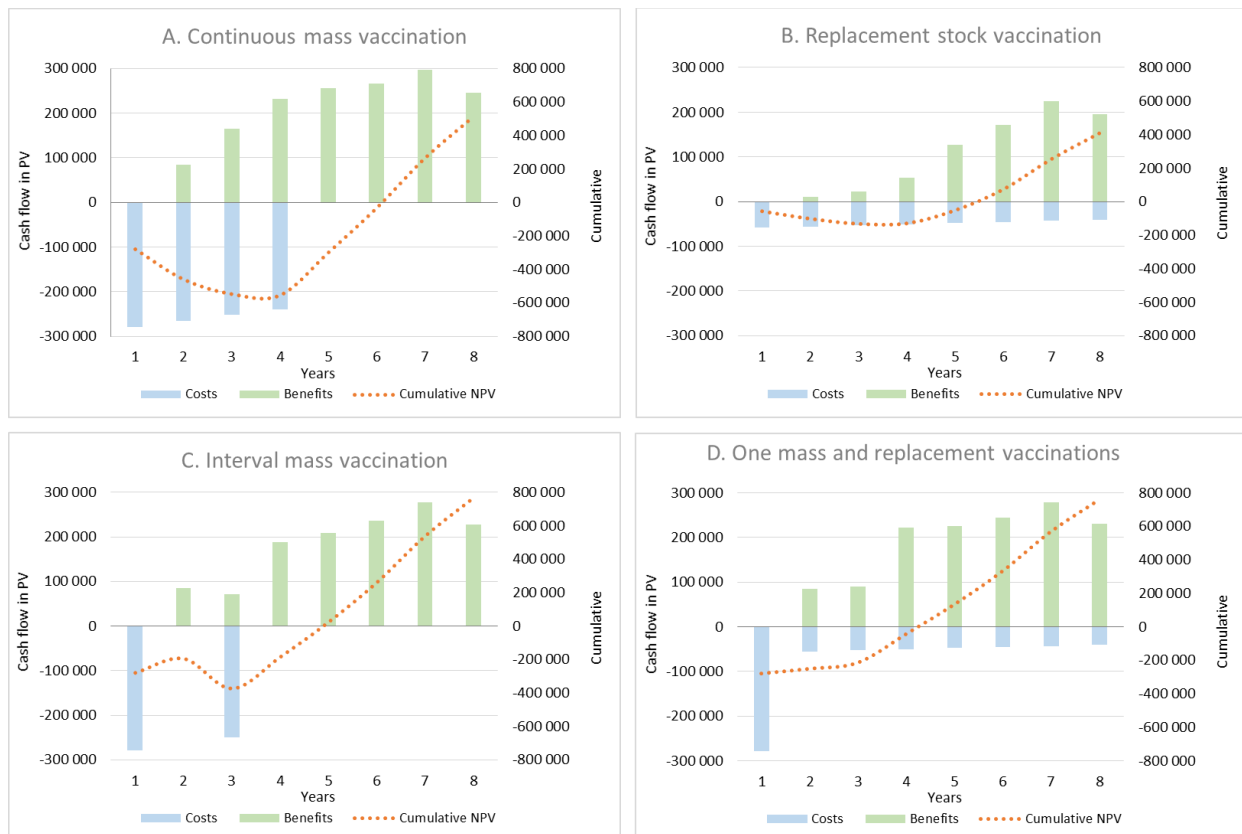 A. Continuous mass vaccination
300 000
200 000
100 000
0
-100 000
-200 000
-300 000
Cash flow in PV
800 000
600 000
400 000
200 000
0
-200 000
-400 000
-600 000
-800 000
Cumulative
1 2 3 4 5 6 7 8
Years
Costs Benefits Cumulative NPV
B. Replacement stock vaccination
300 000
200 000
100 000
0
-100 000
-200 000
-300 000
Cash flow in PV
800 000
600 000
400 000
200 000
0
-200 000
-400 000
-600 000
-800 000
Cumulative
1 2 3 4 5 6 7 8
Years
Costs Benefits Cumulative NPV
C. Interval mass vaccination
300 000
200 000
100 000
0
-100 000
-200 000
-300 000
Cash flow in PV
800 000
600 000
400 000
200 000
0
-200 000
-400 000
-600 000
-800 000
Cumulative
1 2 3 4 5 6 7 8
Years
Costs Benefits Cumulative NPV
D. One mass and replacement vaccinations
300 000
200 000
100 000
0
-100 000
-200 000
-300 000
Cash flow in PV
800 000
600 000
400 000
200 000
0
-200 000
-400 000
-600 000
-800 000
Cumulative
1 2 3 4 5 6 7 8
Years
Costs Benefits Cumulative NPV